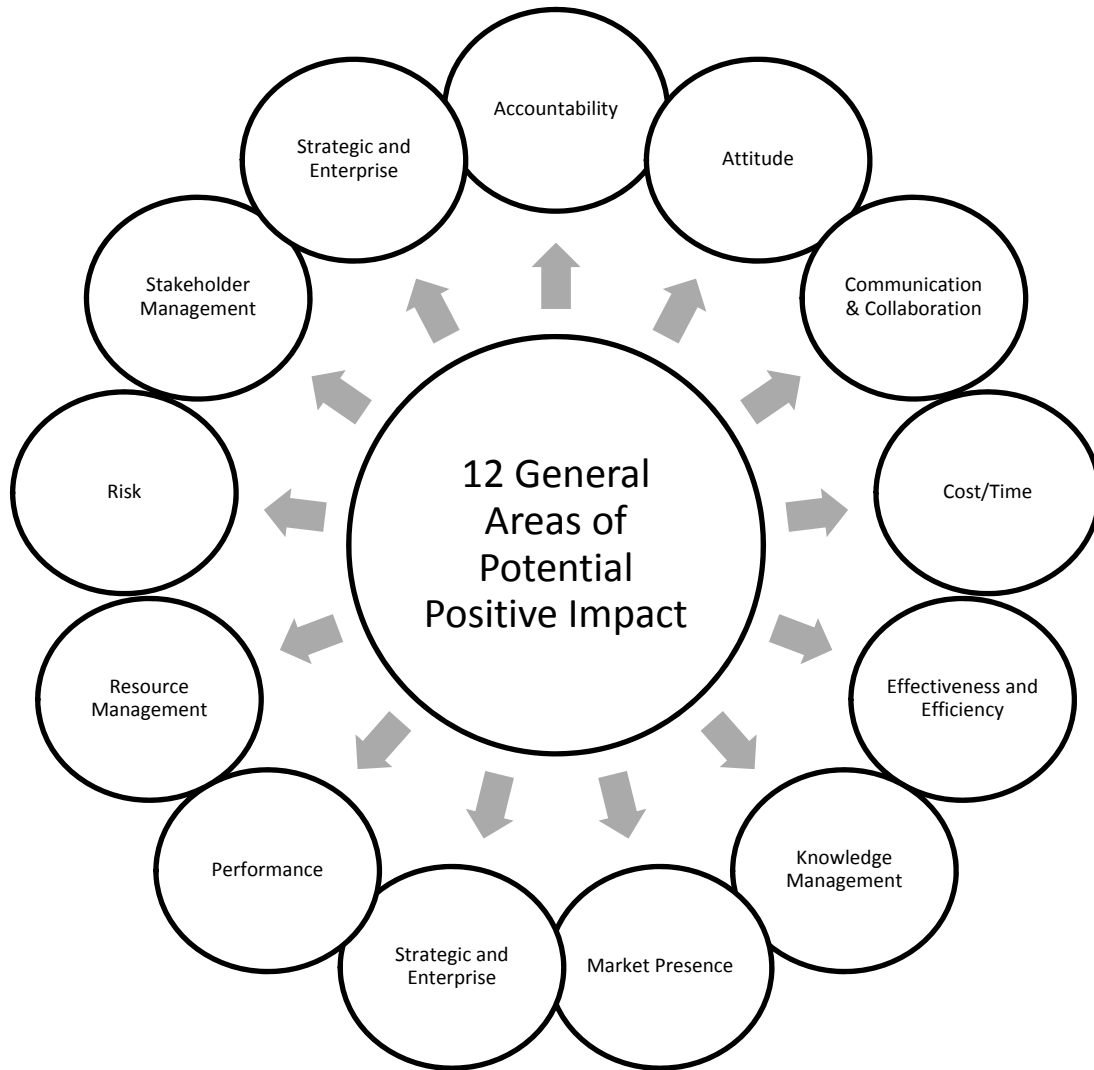 Accountability
Attitude
Communication
& Collaboration
Cost/Time
Effectiveness and
Efficiency
Knowledge
Management
Market Presence
Strategic and
Enterprise
Performance
Resource
Management
Risk
Stakeholder
Management
Strategic and
Enterprise
12 General
Areas of
Potential
Positive Impact